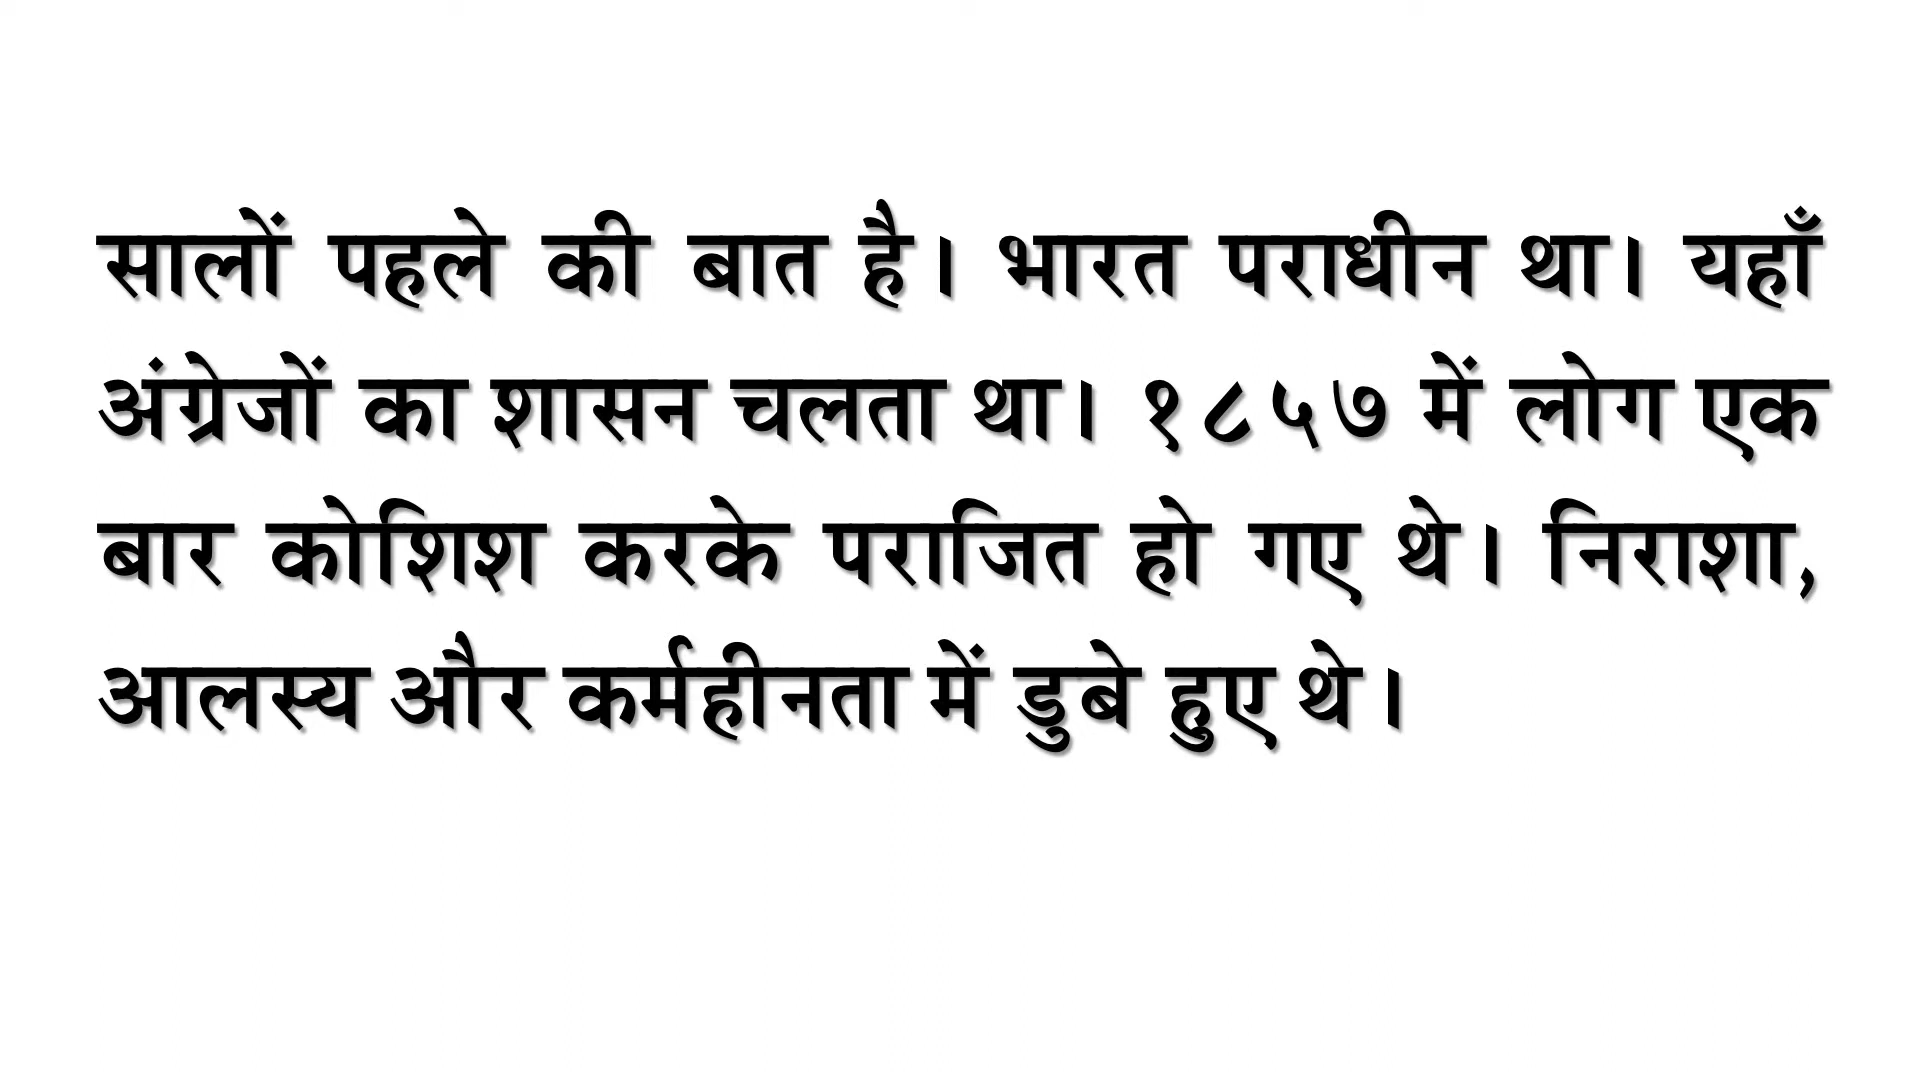 सालों पहले की बात है। भारत पराधीन था। यहाँ
अंग्रेजों का शासन चलता था। १८५७ में लोग एक
बार कोशिश करके पराजित हो गए थे। निराशा,
आलस्य और कर्महीनता में डुबे हुए थे।